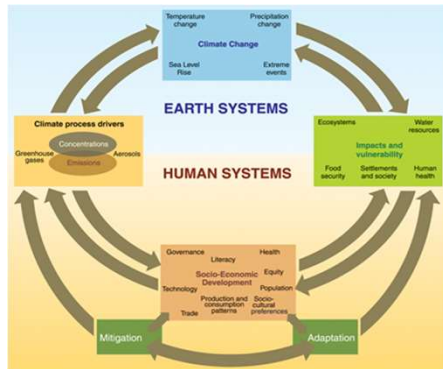 Temperature
change
Precipitation
change
Climate Change
Sea Level
Rise
Extreme
events
EARTH SYSTEMS
Climate process drivers
Concentrations
Greenhouse
gases
Aerosols
Emissions
Ecosystems
Water
resources
Impacts and
vulnerability
Food
security
Settlements
and society
Human
health
HUMAN SYSTEMS
Governance
Literacy
Health
Socio-Economic
Development
Equity
Technology
Population
Production and
consumption
patterns
Socio-
cultural
preferences
Trade
Mitigation
Adaptation